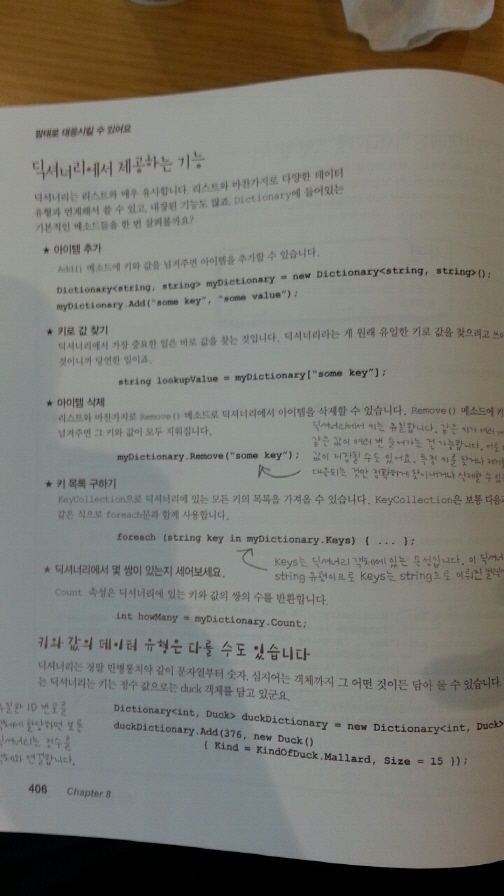 맘대로 대응시킬 수 있어요
딕셔너리에서 제공하는 기능
딕셔너리는 리스트와 매우 유사합니다. 리스트와 마찬가지로 다양한 데이터
유형과 연계해서 쓸 수 있고, 내장된 기능도 많죠. Dictionary에 들어있는
기본적인 메소드들을 한 번 살펴볼까요?
★ 아이템 추가
Add() 메소드에 키와 값을 넘겨주면 아이템을 추가할 수 있습니다.
Dictionary<string, string> myDictionary = new Dictionary<string, string>();
myDictionary.Add("some key", "some value");
★ 키로 값 찾기
딕셔너리에서 가장 중요한 일은 바로 값을 찾는 것입니다. 딕셔너리라는 게 원래 유일한 키로 값을 찾으려고 쓰는
것이니까 당연한 일이죠.
string lookupValue = myDictionary["some key"];
★ 아이템 삭제
리스트와 마찬가지로 Remove() 메소드로 딕셔너리에서 아이템을 삭제할 수 있습니다. Remove() 메소드에 키
넘겨주면 그 키와 값이 모두 지워집니다.
딕셔너리에서 키는 유일합니다. 같은 키가
같은 값이 여러 번 들어가는 건 가능합니다.
myDictionary.Remove("some key");
값이 저장될 수도 있어요. 특정 키를 찾거나
대응되는 것만 정확하게 찾아내거나 삭제할 수
★ 키 목록 구하기
KeyCollection으로 딕셔너리에 있는 모든 키의 목록을 가져올 수 있습니다. KeyCollection은 보통 다음과
같은 식으로 foreach문과 함께 사용합니다.
foreach (string key in myDictionary.Keys) { ... };
Keys는 딕셔너리 객체에 있는 속성입니다. 이 딕셔
string 유형이므로 Keys는 string으로 이뤄진 컬렉
★ 딕셔너리에서 몇 쌍이 있는지 세어보세요.
Count 속성은 딕셔너리에 있는 키와 값의 쌍의 수를 반환합니다.
int howMany = myDictionary.Count;
키와 값의 데이터 유형은 다를 수도 있습니다
딕셔너리는 정말 만병통치약 같이 문자열부터 숫자, 심지어는 객체까지 그 어떤 것이든 담아 둘 수 있습니다.
는 딕셔너리는 키는 정수 값으로는 duck 객체를 담고 있군요.
Dictionary<int, Duck> duckDictionary = new Dictionary<int, Duck>
duckDictionary.Add(376, new Duck()
{ Kind = KindOfDuck.Mallard, Size = 15 });
ID 번호를
할당하려면 보통
딕셔너리는 정수를
객체와 연결합니다.
406 Chapter 8